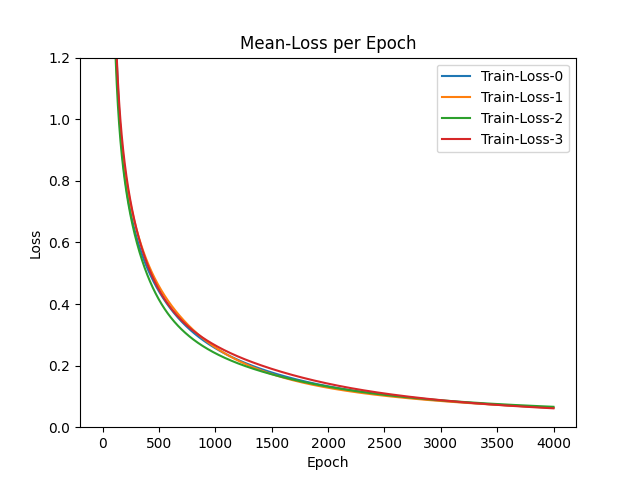 Mean-Loss per Epoch
Train-Loss-0
Train-Loss-1
Train-Loss-2
Train-Loss-3
Loss
1.2
1.0
0.8
0.6
0.4
0.2
0.0
0 500 1000 1500 2000 2500 3000 3500 4000
Epoch